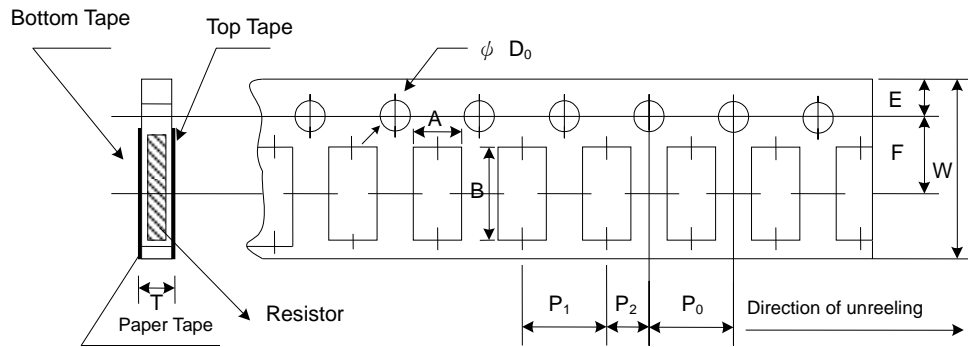 Bottom Tape
Top Tape
ψ D₀
E
A
F
W
B
T
P₁
P₂
P₀
Direction of unreeling
Resistor
Paper Tape